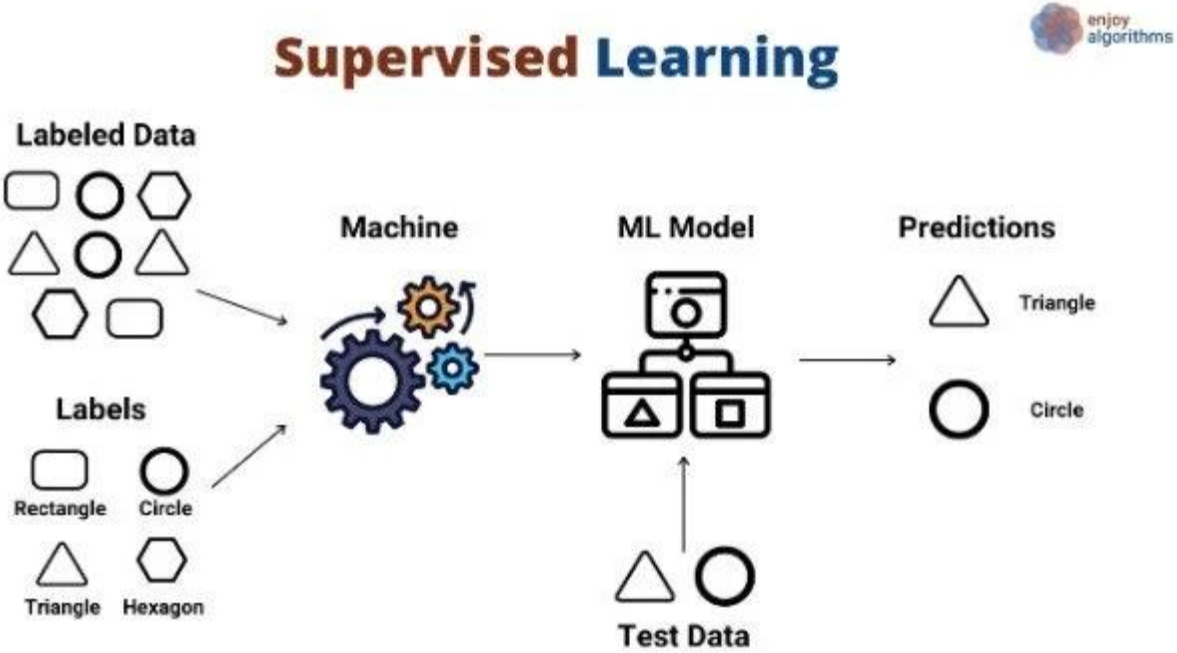 enjoy
algorithms
Supervised Learning
Labeled Data
Machine
ML Model
Predictions
Triangle
Circle
Labels
Rectangle
Circle
Triangle
Hexagon
Test Data